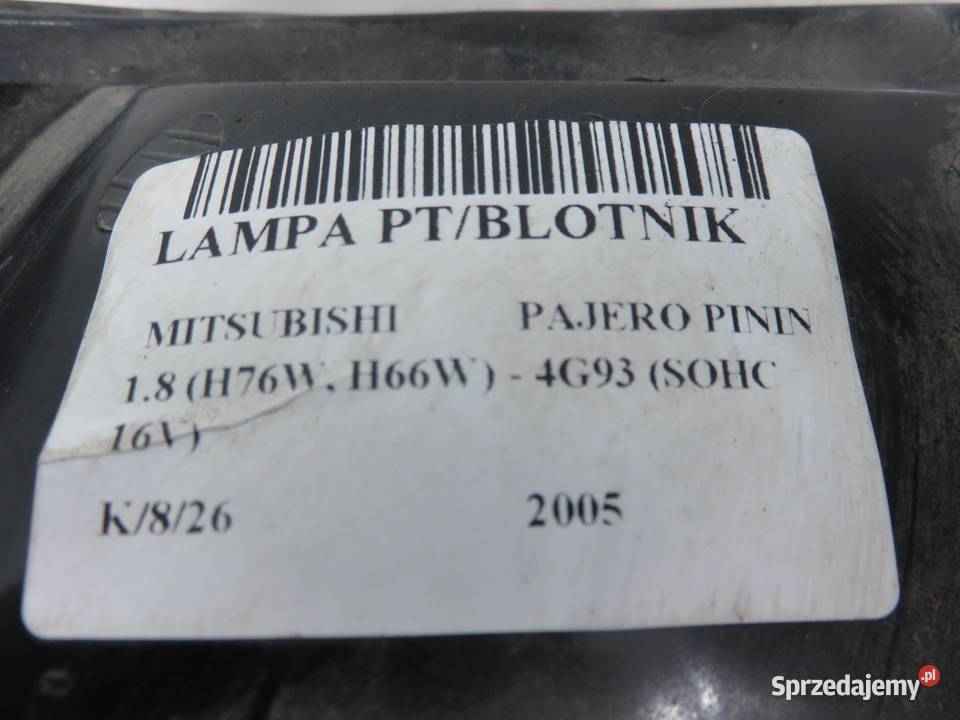 LAMPA PT/BLOTNIK
MITSUBISHI PAJERO PININ
1.8 (H76W, H66W) - 4G93 (SOHC
16V)
K/8/26 2005
Sprzedajemy.pl